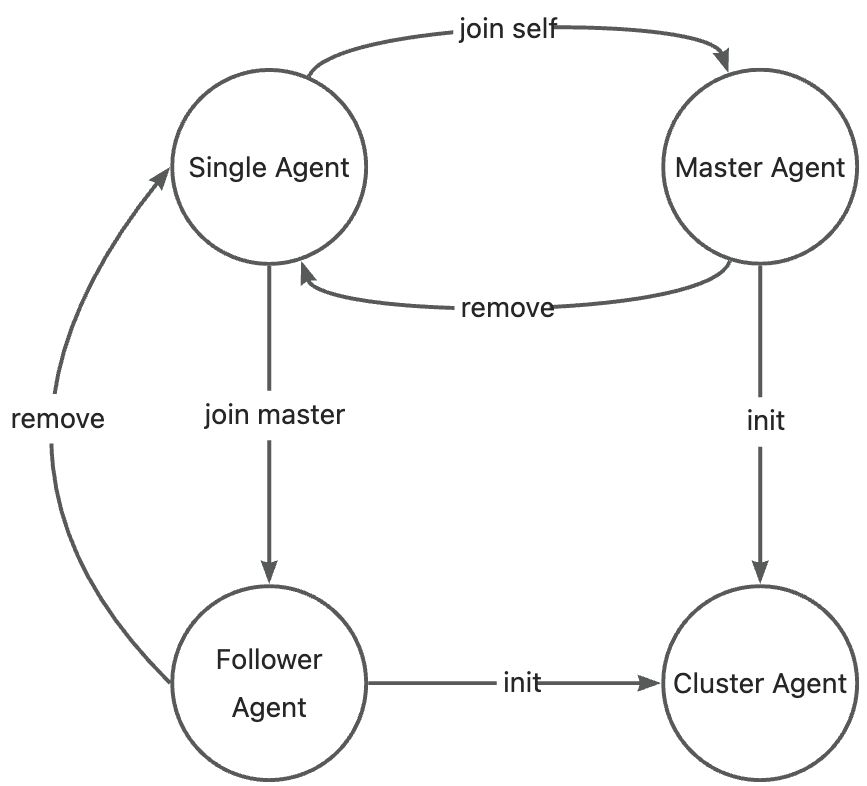 join self
Single Agent
Master Agent
remove
remove
join master
init
Follower
Agent
init
Cluster Agent